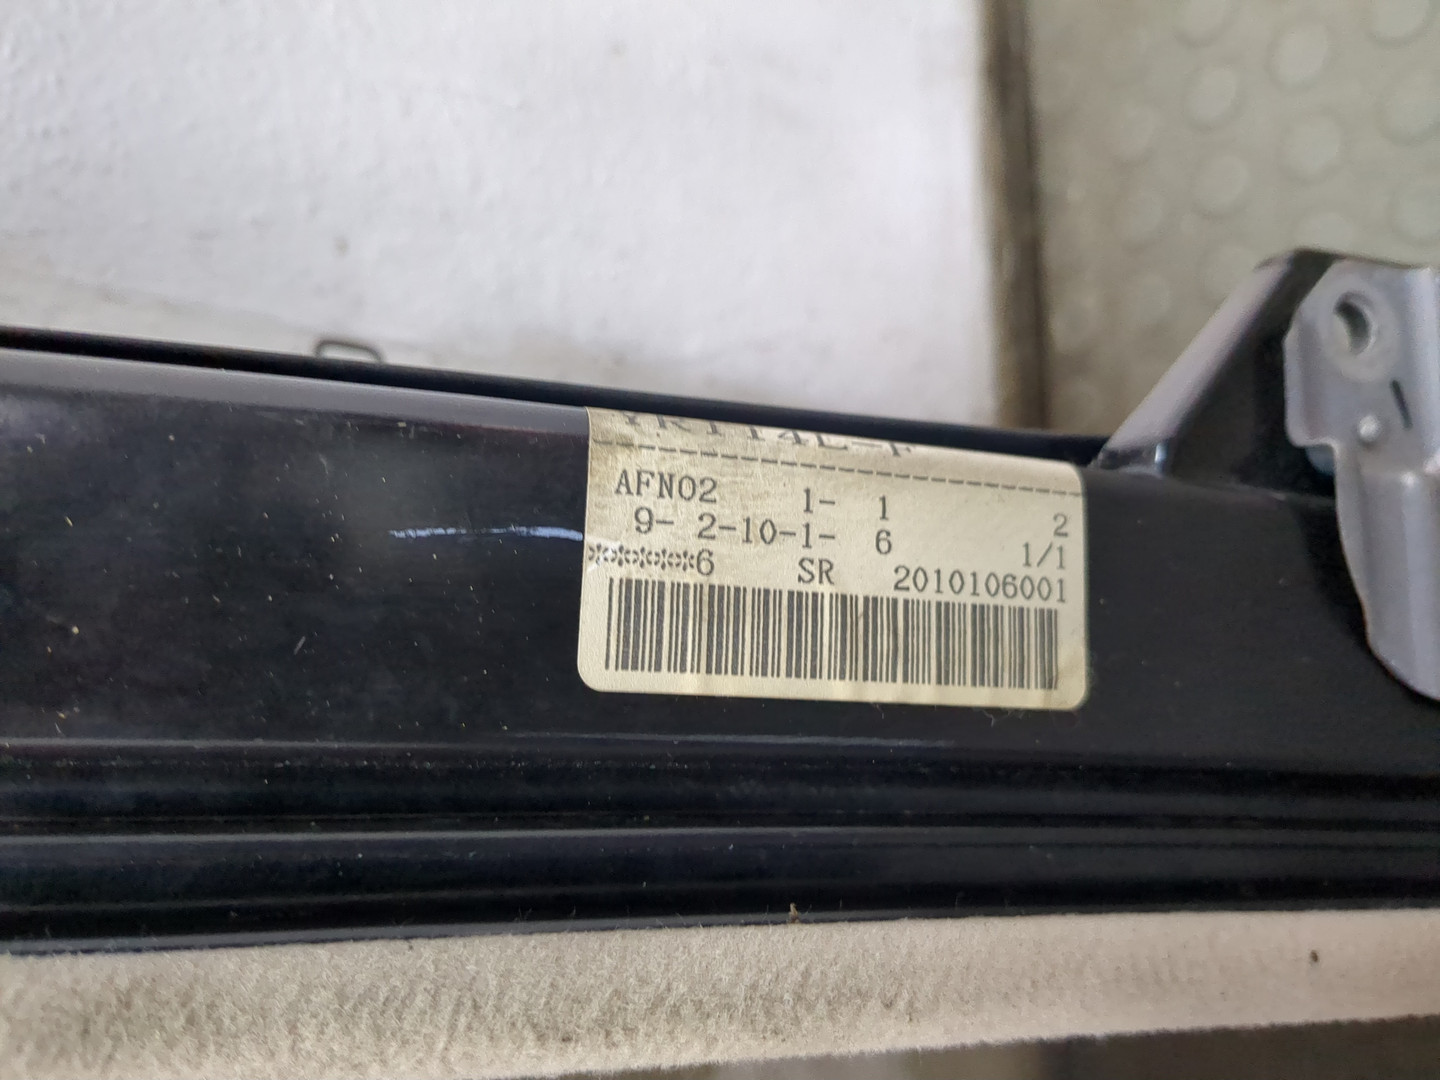 AFN02 1- 1 2
9- 2-10-1- 6 1/1
******6 SR 2010106001